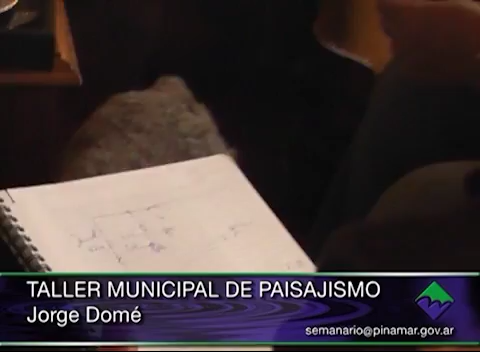 TALLER MUNICIPAL DE PAISAJISMO
Jorge Domé
semanario@pinamar.gov.ar